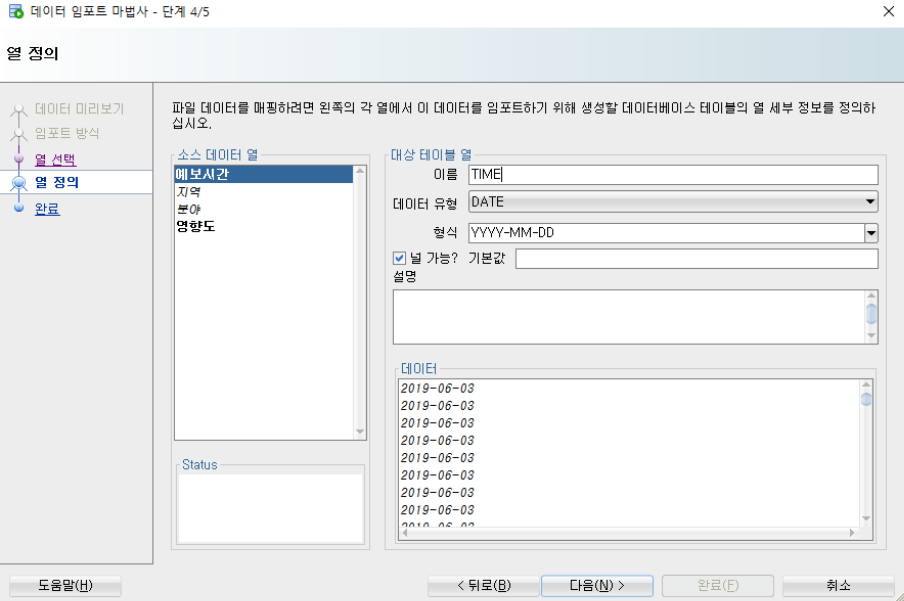 데이터 임포트 마법사 - 단계 4/5
열 정의
데이터 미리보기
임포트 방식
열 선택
열 정의
완료
파일 데이터를 매핑하려면 왼쪽의 각 열에서 이 데이터를 임포트하기 위해 생성할 데이터베이스 테이블의 열 세부 정보를 정의하
십시오.
소스 데이터 열
예보시간
지역
분야
영향도
Status
대상 테이블 열
이름 TIME
데이터 유형 DATE
형식 YYYY-MM-DD
널 가능? 기본값
설명
데이터
2019-06-03
2019-06-03
2019-06-03
2019-06-03
2019-06-03
2019-06-03
2019-06-03
2019-06-03
2019-06-03
도움말(H)
< 뒤로(B)
다음(N) >
완료(F)
취소